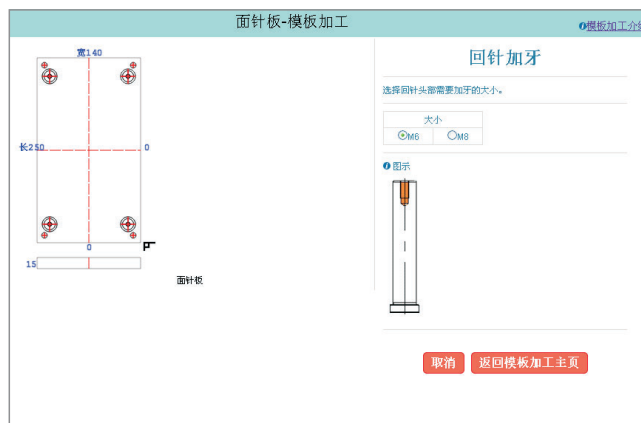 面针板-模板加工
模板加工介绍
宽140
长250
0
0
15
面针板
回针加牙
选择回针头部需要加牙的大小。
大小
M6
M8
图示
取消
返回模板加工主页